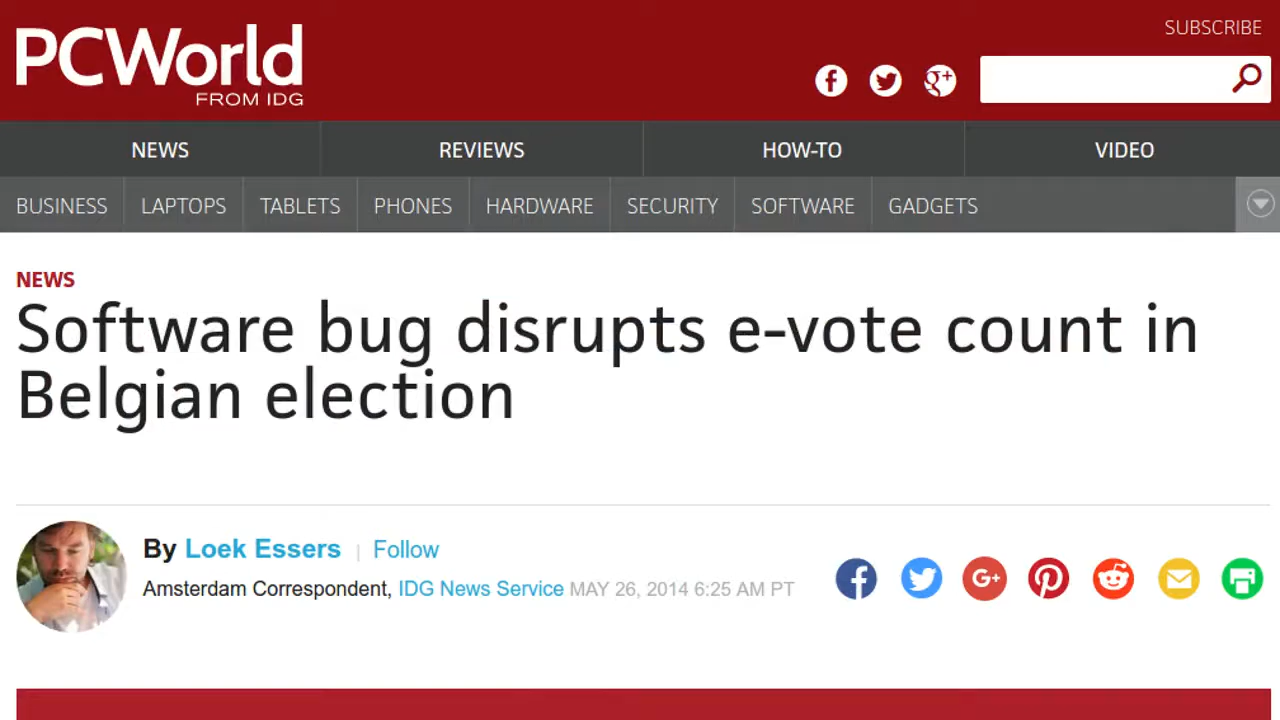 SUBSCRIBE
PCWorld
FROM IDG
NEWS REVIEWS HOW-TO VIDEO
BUSINESS LAPTOPS TABLETS PHONES HARDWARE SECURITY SOFTWARE GADGETS
NEWS
Software bug disrupts e-vote count in
Belgian election
By Loek Essers | Follow
Amsterdam Correspondent, IDG News Service MAY 26, 2014 6:25 AM PT